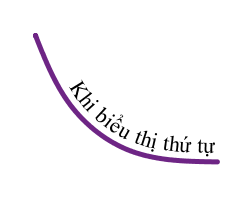 Khi biểu thị thứ tự